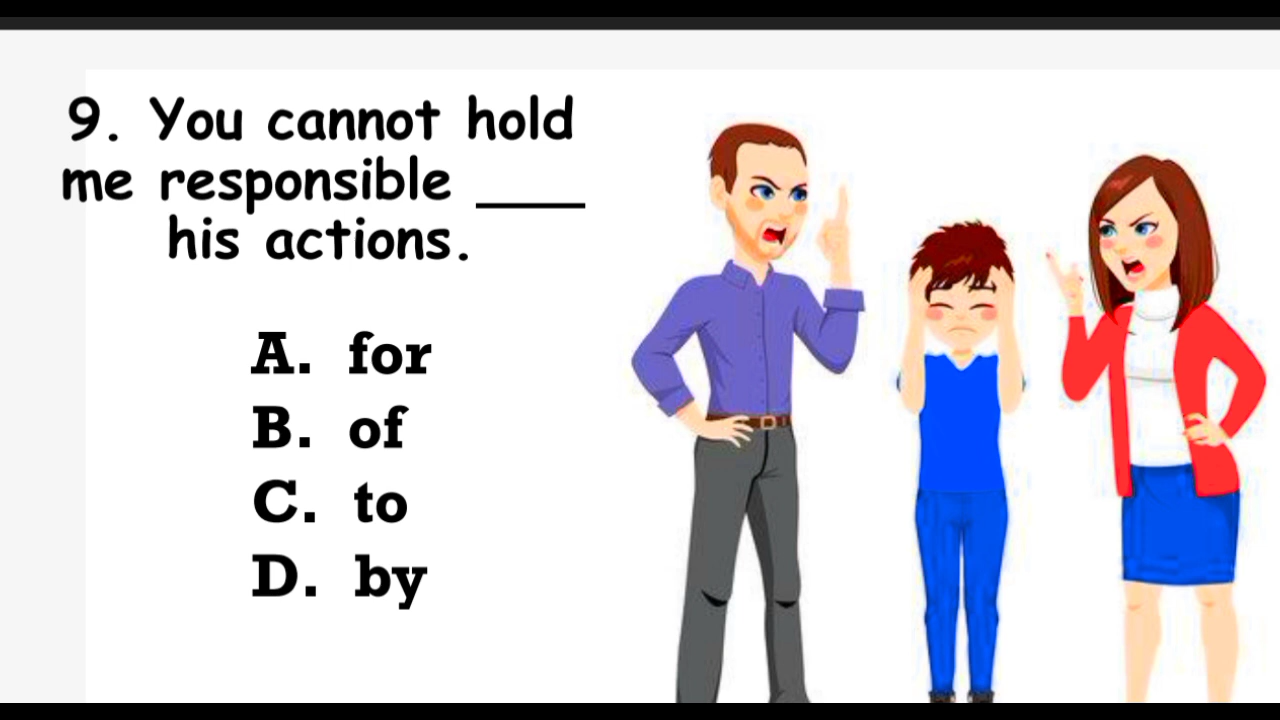 9. You cannot hold
me responsible ____
his actions.
A. for
B. of
C. to
D. by